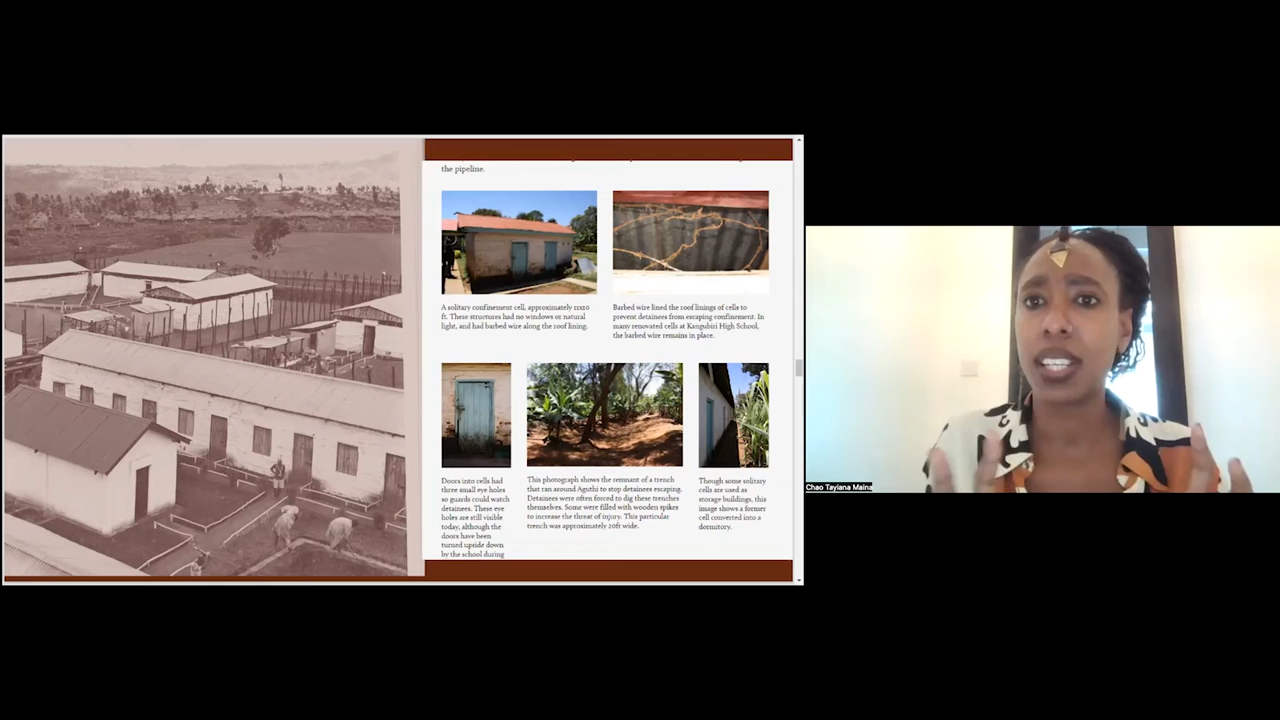 the pipeline.
A solitary confinement cell, approximately 11x10
ft. These structures had no windows or natural
light, and had barbed wire along the roof lining.
Barbed wire lined the roof linings of cells to
prevent detainees from escaping confinement. In
many renovated cells at Kangubiri High School,
the barbed wire remains in place.
Doors into cells had
three small eye holes
so guards could watch
detainees. These eye
holes are still visible
today, although the
doors have been
turned upside down
by the school during
This photograph shows the remnant of a trench
that ran around Aguthi to stop detainees escaping.
Detainees were often forced to dig these trenches
themselves. Some were filled with wooden spikes
to increase the threat of injury. This particular
trench was approximately 20ft wide.
Though some solitary
cells are used as
storage buildings, this
image shows a former
cell converted into a
dormitory.
Chao Tayiana Maina